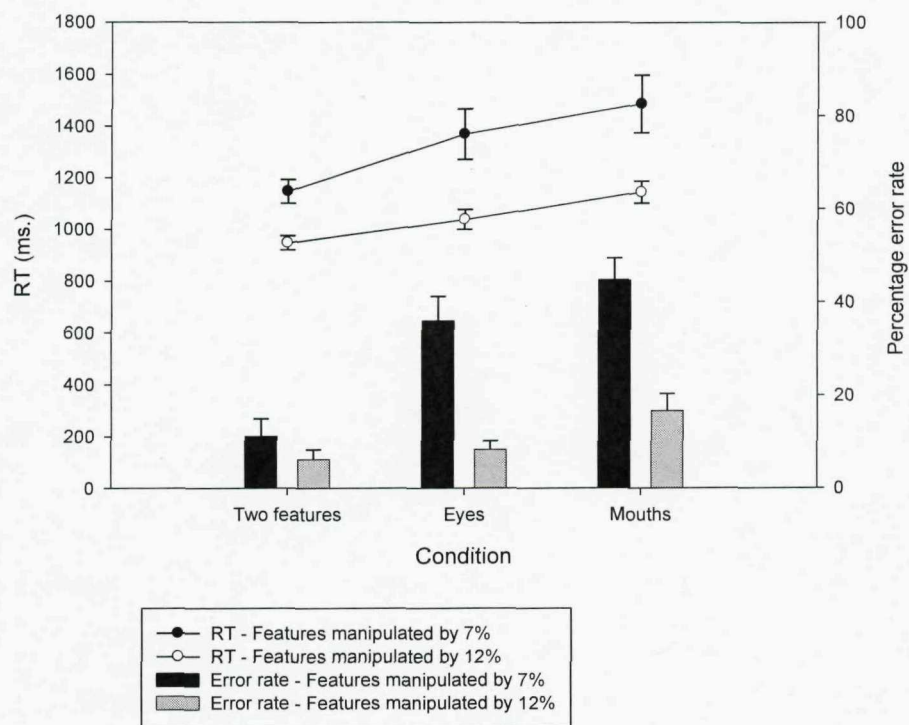 1800
1600
1400
1200
1000
800
600
400
200
0
RT (ms.)
100
80
60
40
20
0
Percentage error rate
Two features
Eyes
Mouths
Condition
RT - Features manipulated by 7%
RT - Features manipulated by 12%
Error rate - Features manipulated by 7%
Error rate - Features manipulated by 12%